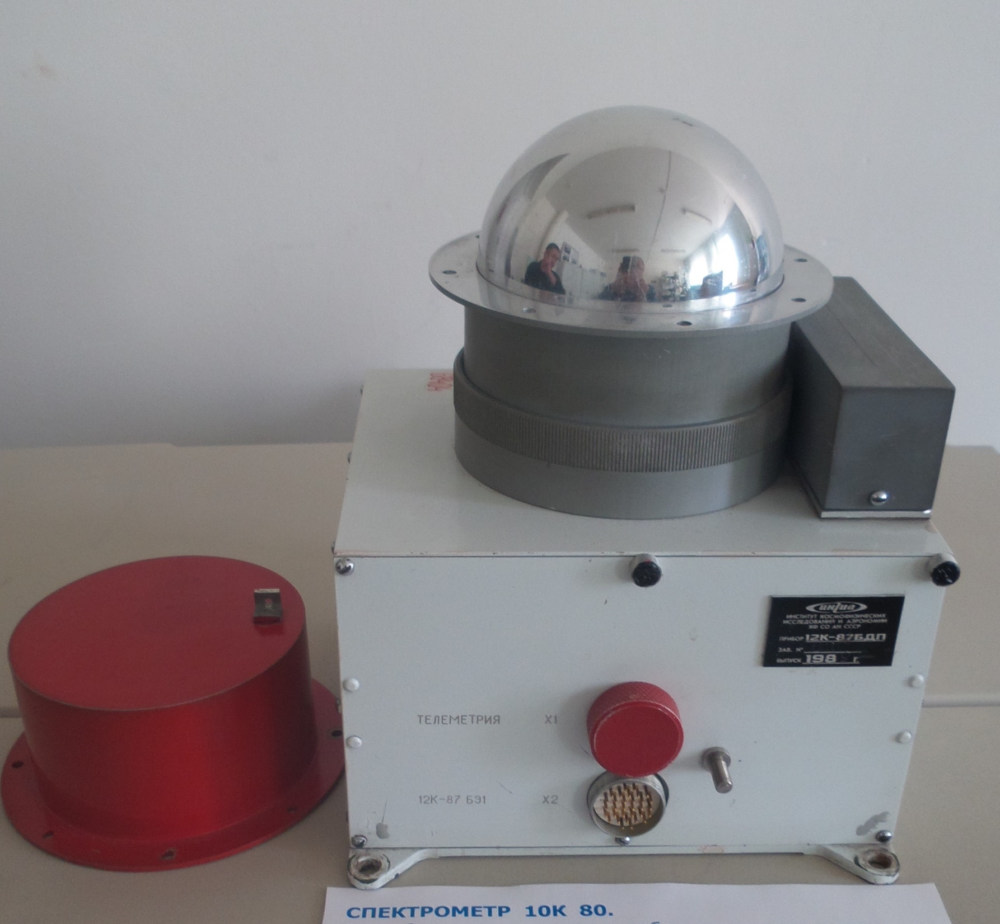 икфиа
ИНСТИТУТ КОСМОФИЗИЧЕСКИХ
ИССЛЕДОВАНИЙ И АЭРОНОМИИ
ЯФ СО АН СССР
ПРИБОР 12К-87БДП
ЗАВ. №
ВЫПУСК 198 г.
ТЕЛЕМЕТРИЯ X1
12К-87 БЭ1 X2
СПЕКТРОМЕТР 10К 80.